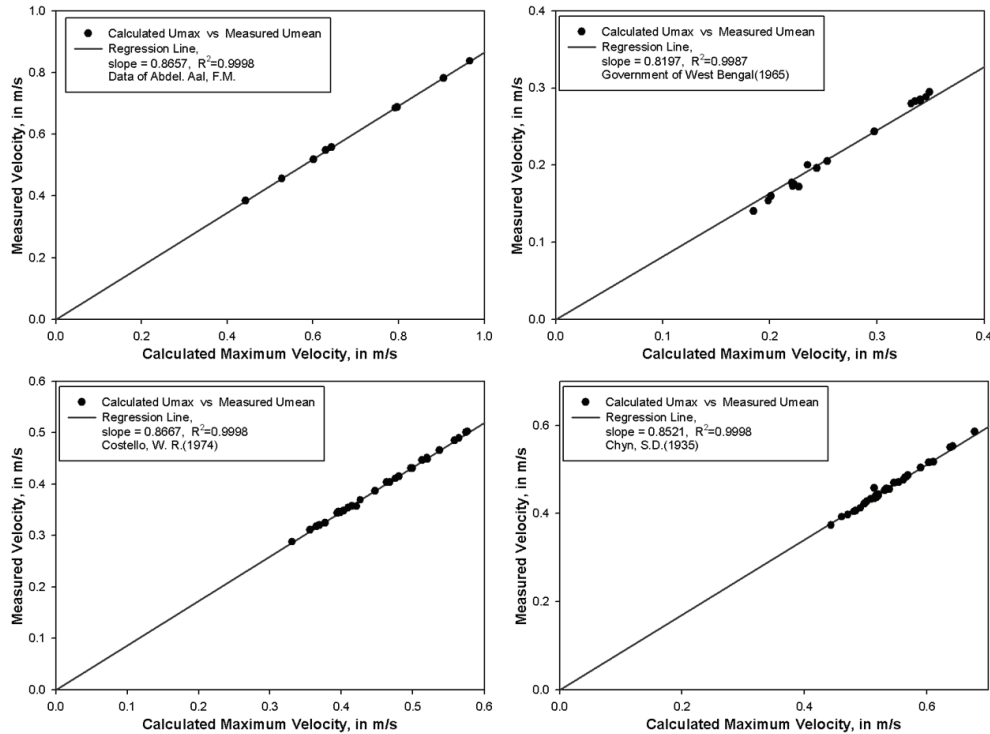 1.0
0.8
0.6
0.4
0.2
0.0
Measured Velocity, in m/s
Calculated Umax vs Measured Umean
Regression Line,
slope = 0.8657, R²=0.9998
Data of Abdel. Aal, F.M.
0.0 0.2 0.4 0.6 0.8 1.0
Calculated Maximum Velocity, in m/s
0.4
0.3
0.2
0.1
0.0
Measured Velocity, in m/s
Calculated Umax vs Measured Umean
Regression Line,
slope = 0.8197, R²=0.9987
Government of West Bengal(1965)
0.0 0.1 0.2 0.3 0.4
Calculated Maximum Velocity, in m/s
0.6
0.5
0.4
0.3
0.2
0.1
0.0
Measured Velocity, in m/s
Calculated Umax vs Measured Umean
Regression Line,
slope = 0.8667, R²=0.9998
Costello, W. R.(1974)
0.0 0.1 0.2 0.3 0.4 0.5 0.6
Calculated Maximum Velocity, in m/s
0.6
0.4
0.2
0.0
Measured Velocity, in m/s
Calculated Umax vs Measured Umean
Regression Line,
slope = 0.8521, R²=0.9998
Chyn, S.D.(1935)
0.0 0.2 0.4 0.6
Calculated Maximum Velocity, in m/s